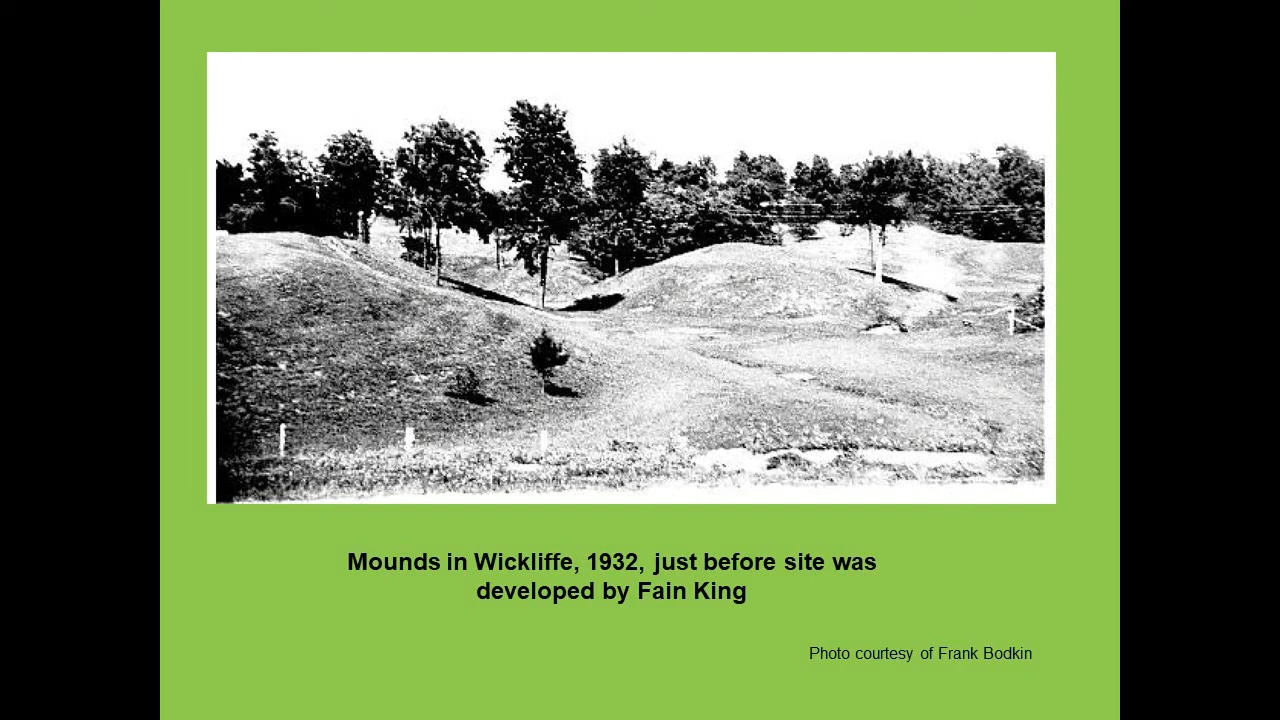 Mounds in Wickliffe, 1932, just before site was
developed by Fain King
Photo courtesy of Frank Bodkin